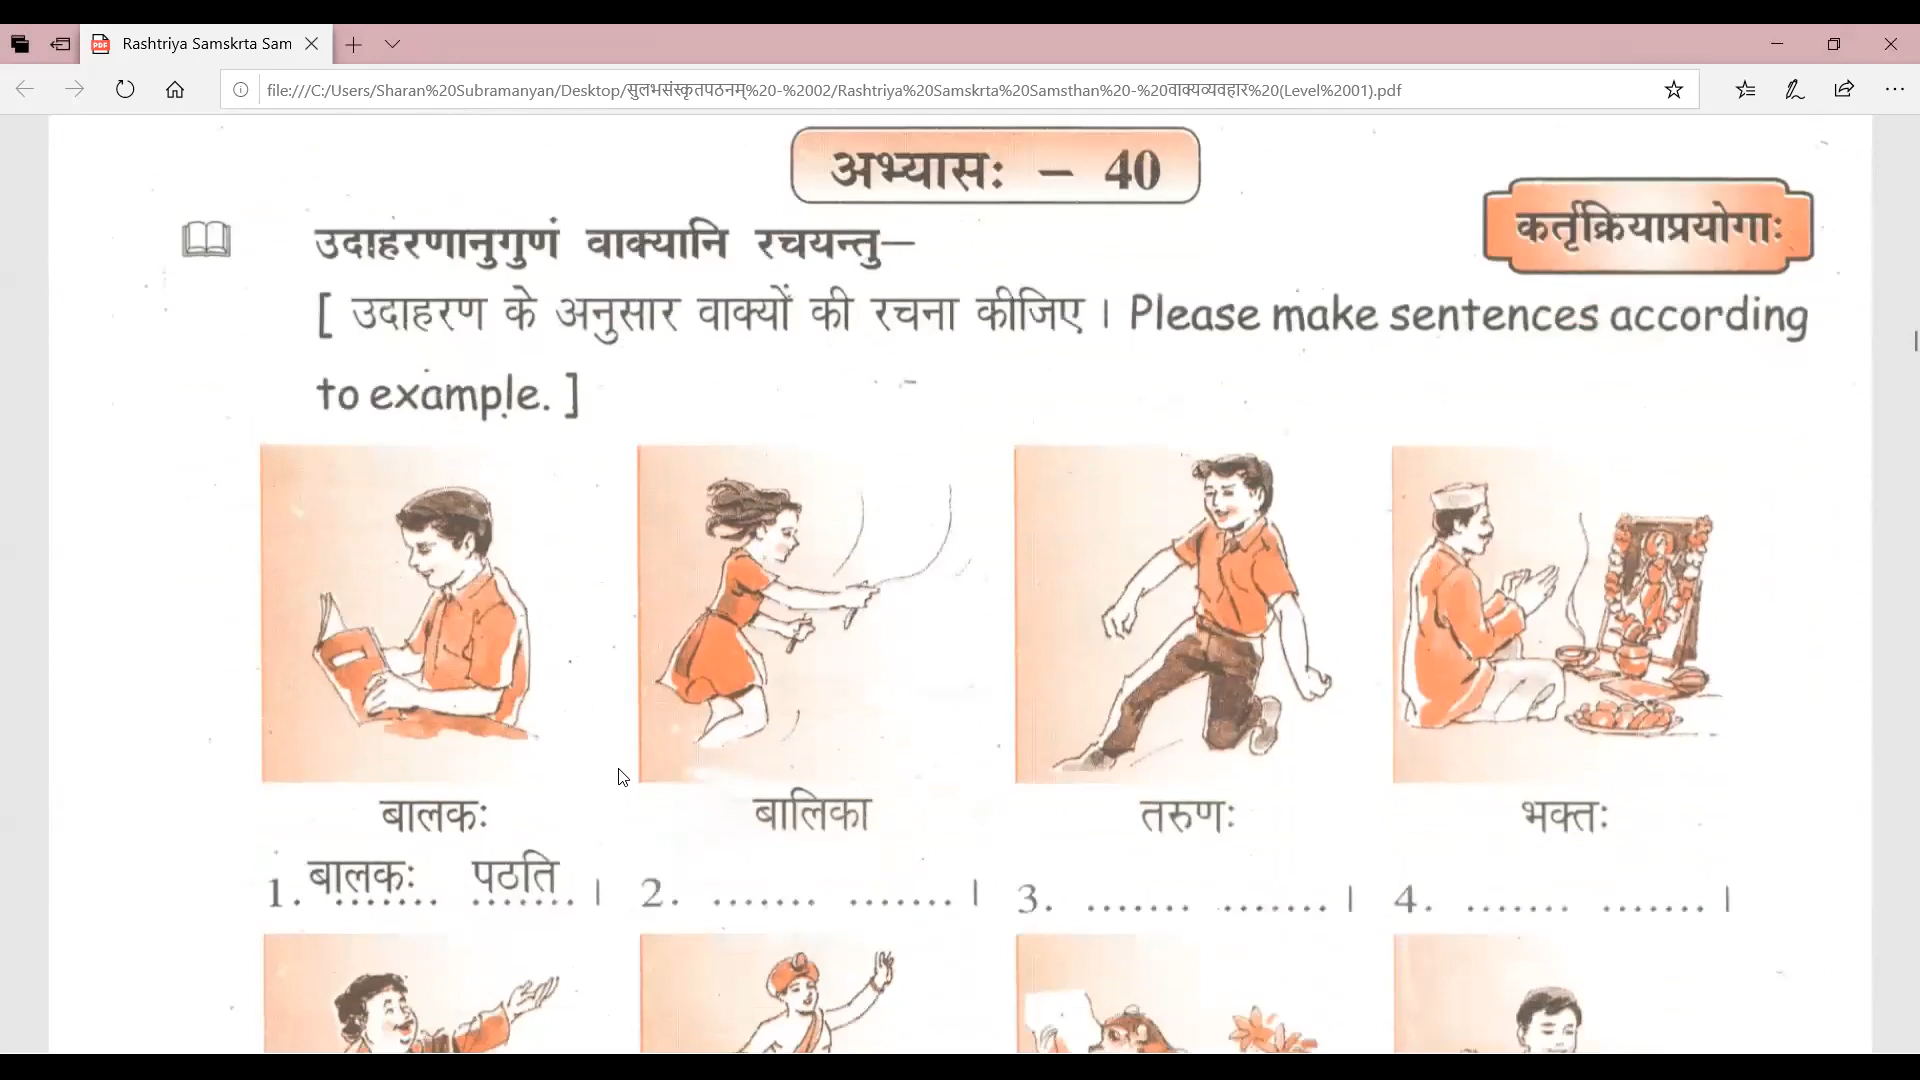 Rashtriya Samskrta Sam
file:///C:/Users/Sharan%20Subramanyan/Desktop/सुलभसंस्कृतपठनम्%20-%2002/Rashtriya%20Samskrta%20Samsthan%20-%20वाक्यव्यवहार%20(Level%2001).pdf
अभ्यासः – 40
कर्तृक्रियाप्रयोगाः
उदाहरणानुगुणं वाक्यानि रचयन्तु–
[ उदाहरण के अनुसार वाक्यों की रचना कीजिए । Please make sentences according
to example. ]
बालकः बालिका तरुणः भक्तः
1. बालकः पठति । 2. ....... ....... । 3. ....... ....... । 4. ....... ....... ।